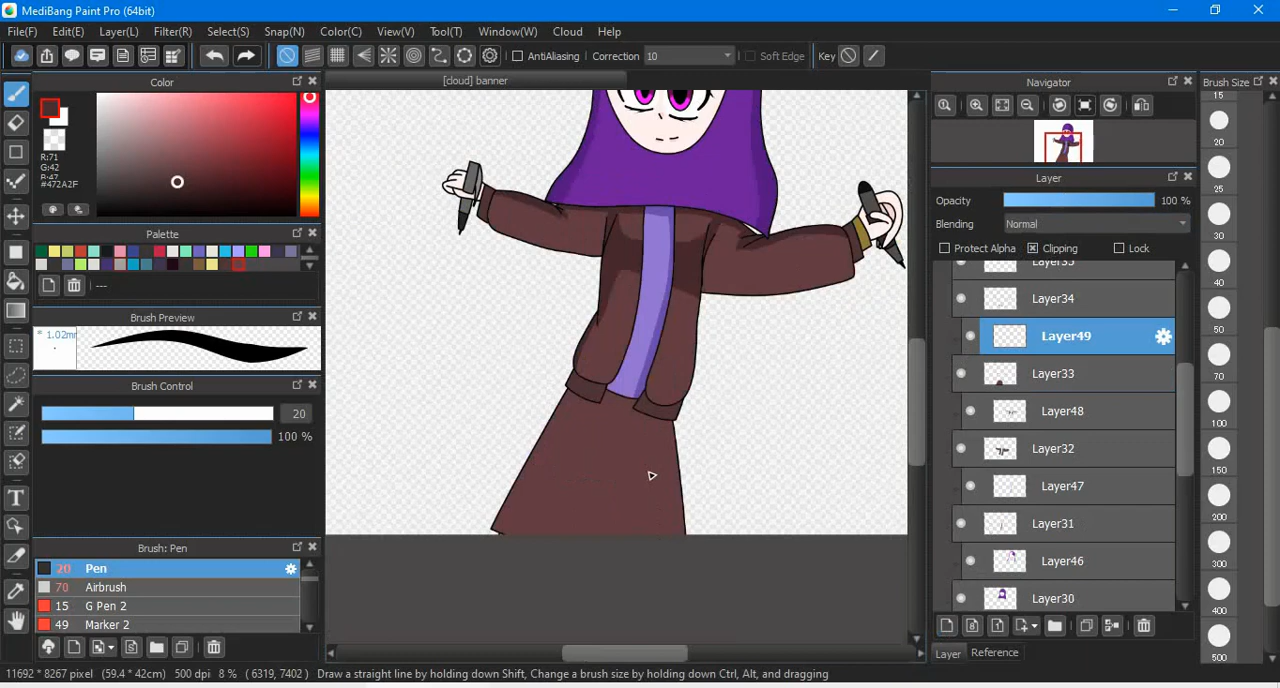 MediBang Paint Pro (64bit)
File(F) Edit(E) Layer(L) Filter(R) Select(S) Snap(N) Color(C) View(V) Tool(T) Window(W) Cloud Help
AntiAliasing Correction 10 Soft Edge Key
Color
R:71
G:42
B:47
#472A2F
Palette
---
Brush Preview
* 1.02mm
Brush Control
20
100 %
Brush: Pen
20 Pen
70 Airbrush
15 G Pen 2
49 Marker 2
[cloud] banner
Navigator
Layer
Opacity 100 %
Blending Normal
Protect Alpha Clipping Lock
Layer35
Layer34
Layer49
Layer33
Layer48
Layer32
Layer47
Layer31
Layer46
Layer30
Layer Reference
Brush Size
15
20
25
30
40
50
70
100
150
200
300
400
500
11692 * 8267 pixel (59.4 * 42cm) 500 dpi 8 % (6319, 7402) Draw a straight line by holding down Shift, Change a brush size by holding down Ctrl, Alt, and dragging